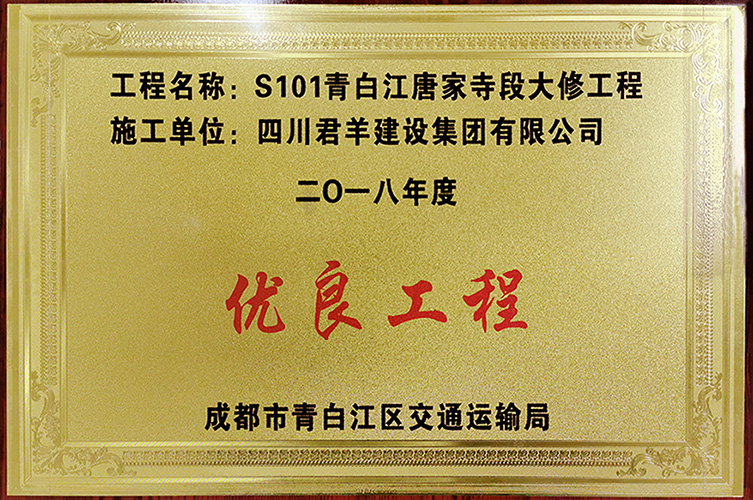 工程名称：S101青白江唐家寺段大修工程
施工单位：四川君羊建设集团有限公司
二〇一八年度
优良工程
成都市青白江区交通运输局